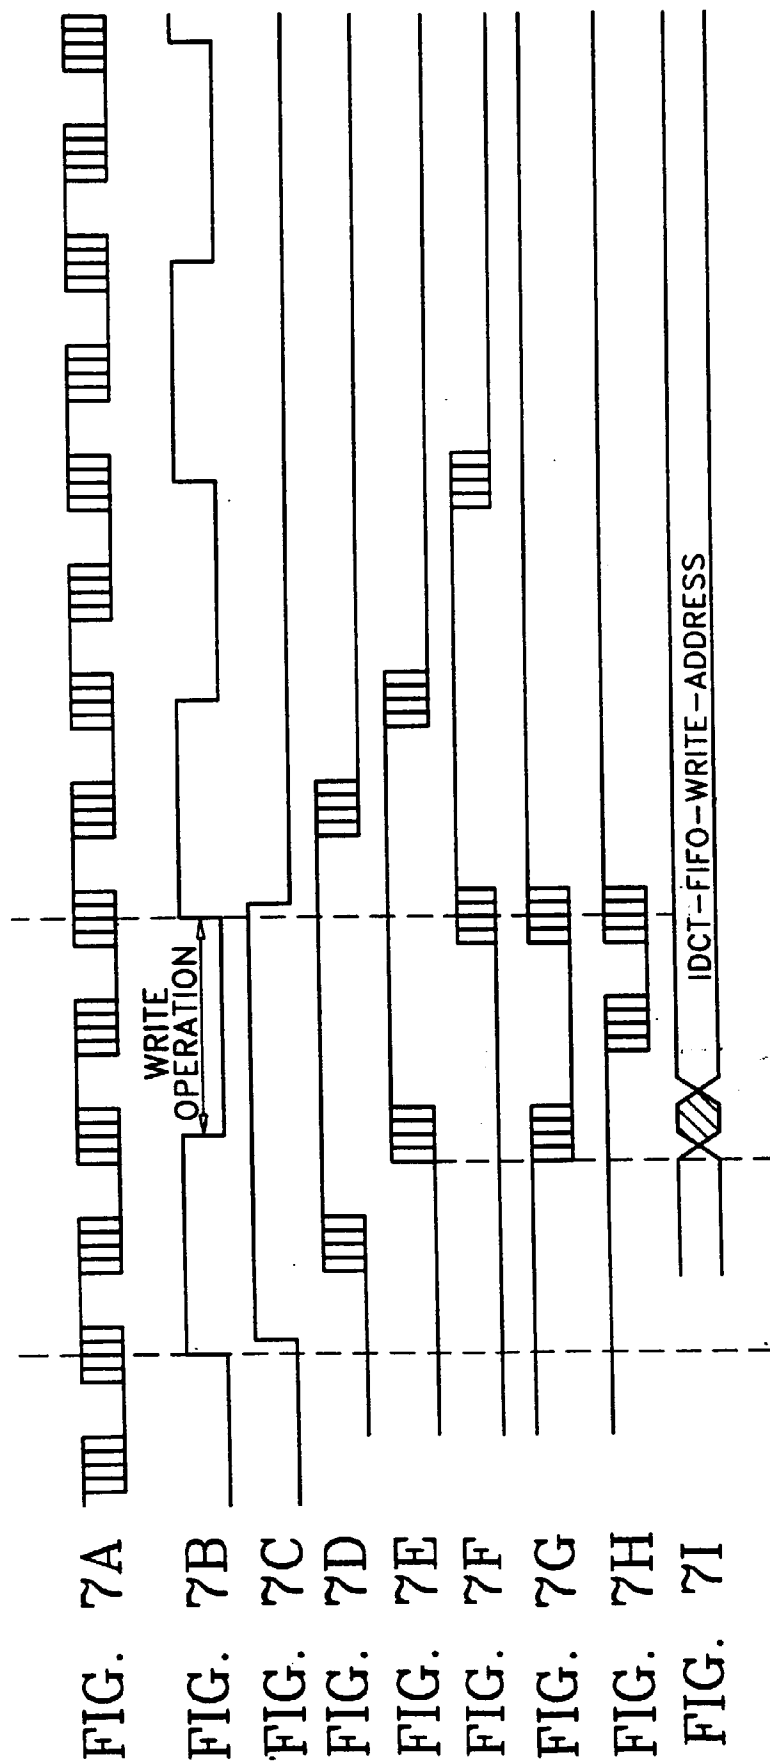 FIG. 7A
FIG. 7B
WRITE
OPERATION
FIG. 7C
FIG. 7D
FIG. 7E
FIG. 7F
FIG. 7G
FIG. 7H
FIG. 7I
IDCT-FIFO-WRITE-ADDRESS